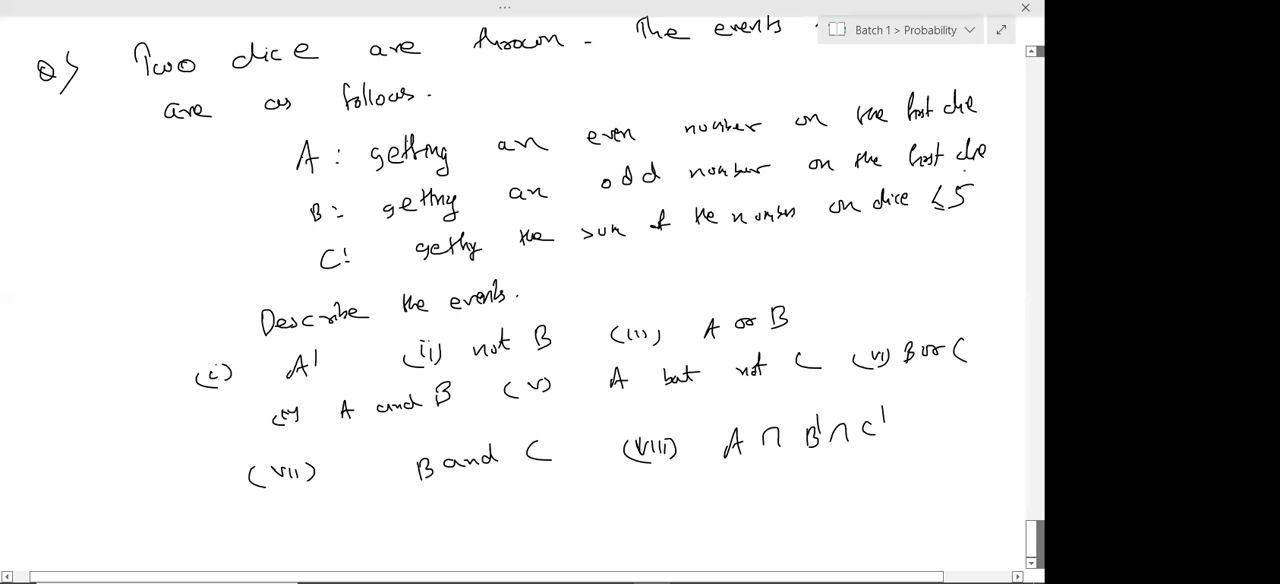 Batch 1 > Probability
Q) Two dice are thrown. The events
are as follows.
A : getting an even number on the first die
B : getting an odd number on the first die
C : getting the sum of the number on dice ≤ 5
Describe the events.
(i) A' (ii) not B (iii) A or B
(iv) A and B (v) A but not C (vi) B or C
(vii) B and C (viii) A ∩ B' ∩ C'